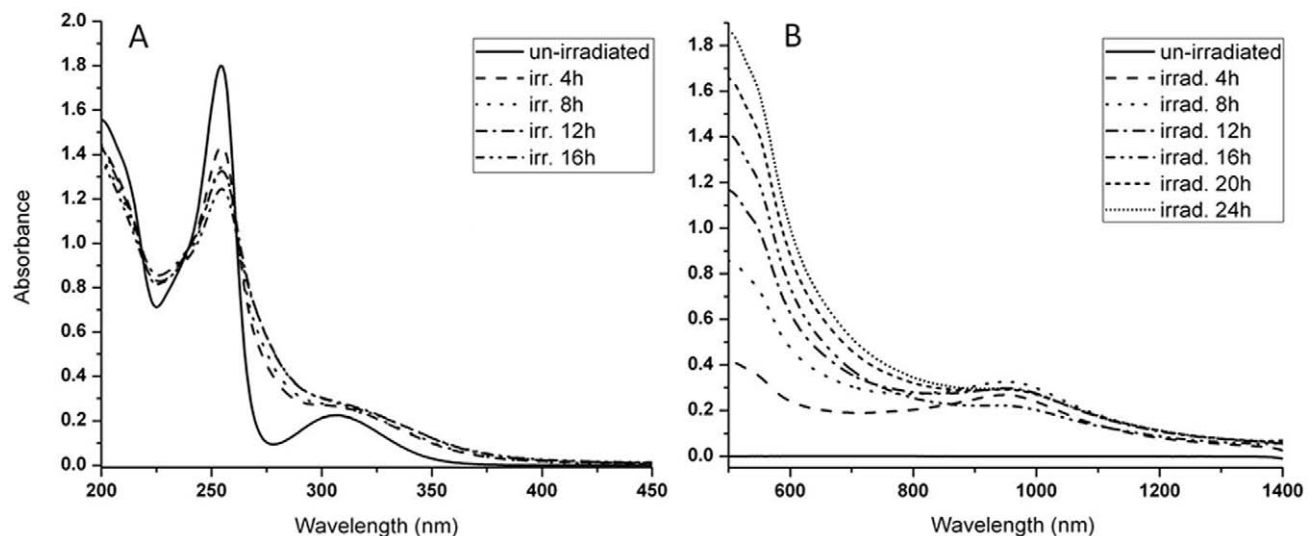 A
un-irradiated
irr. 4h
irr. 8h
irr. 12h
irr. 16h
2.0
1.8
1.6
1.4
1.2
1.0
0.8
0.6
0.4
0.2
0.0
Absorbance
200 250 300 350 400 450
Wavelength (nm)
B
un-irradiated
irrad. 4h
irrad. 8h
irrad. 12h
irrad. 16h
irrad. 20h
irrad. 24h
1.8
1.6
1.4
1.2
1.0
0.8
0.6
0.4
0.2
0.0
600 800 1000 1200 1400
Wavelength (nm)